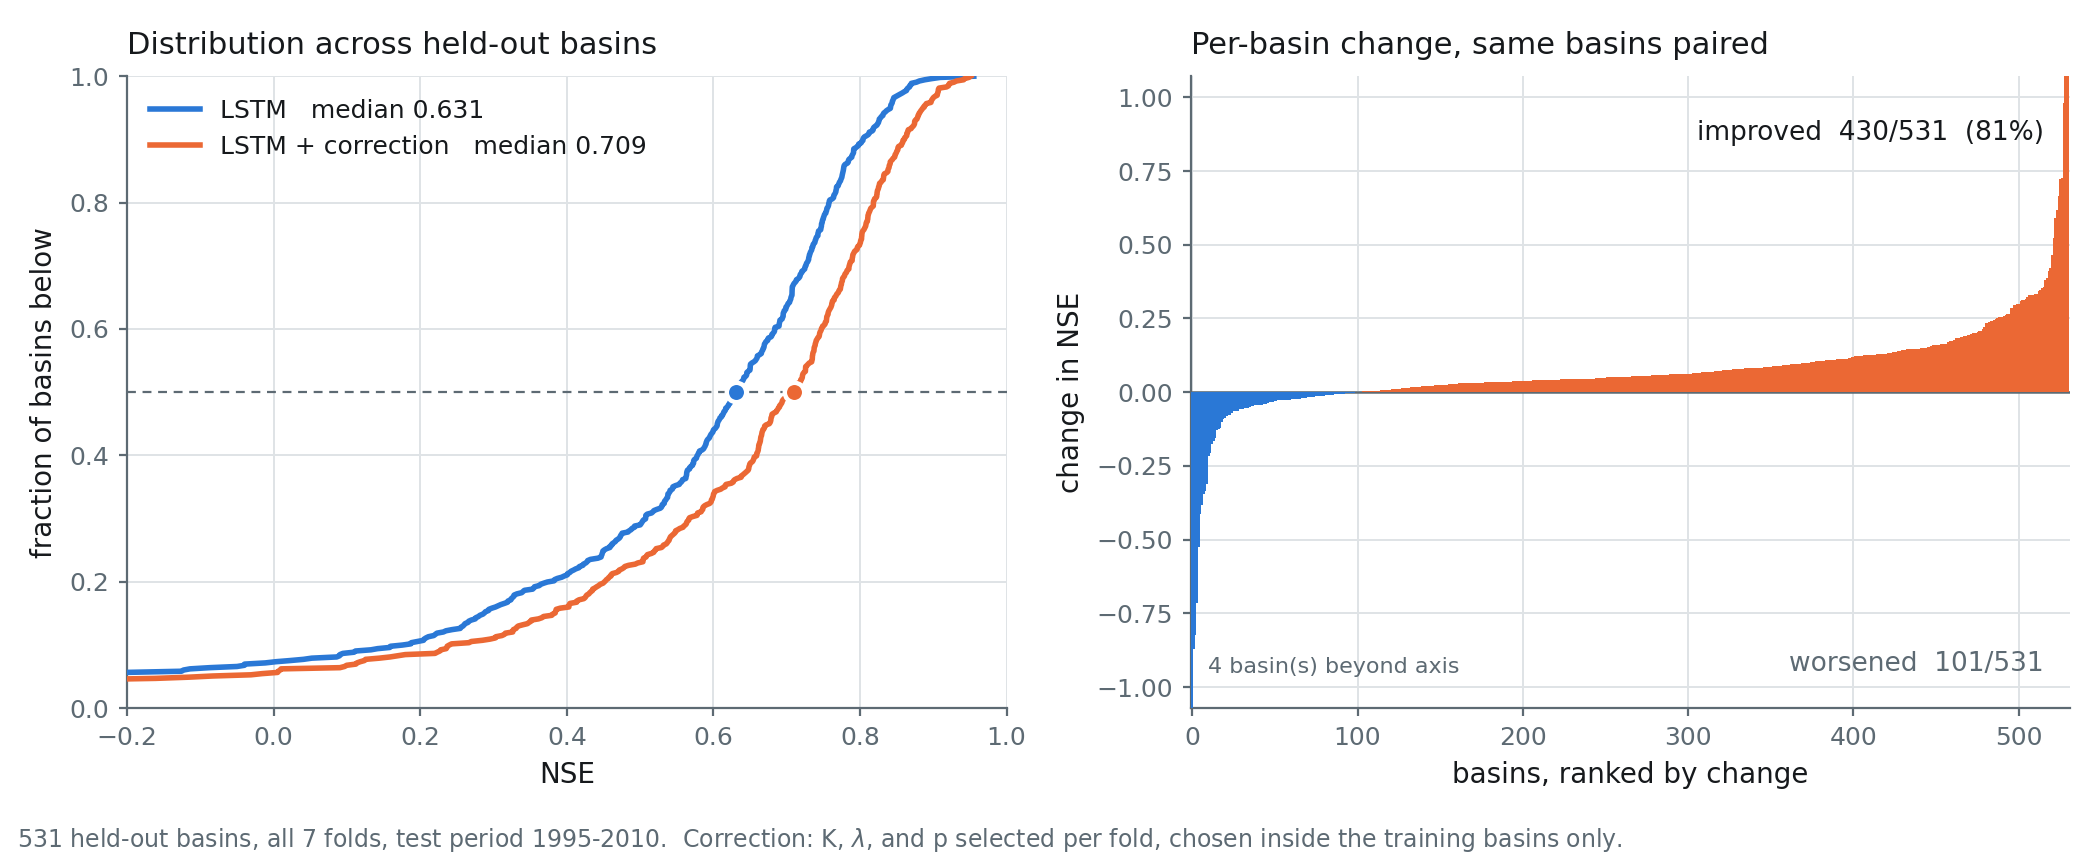 Distribution across held-out basins
1.0
0.8
0.6
0.4
0.2
0.0
fraction of basins below
LSTM median 0.631
LSTM + correction median 0.709
−0.2
0.0
0.2
0.4
0.6
0.8
1.0
NSE
Per-basin change, same basins paired
1.00
0.75
0.50
0.25
0.00
−0.25
−0.50
−0.75
−1.00
change in NSE
improved 430/531 (81%)
4 basin(s) beyond axis
worsened 101/531
0
100
200
300
400
500
basins, ranked by change
531 held-out basins, all 7 folds, test period 1995-2010. Correction: K, λ, and p selected per fold, chosen inside the training basins only.